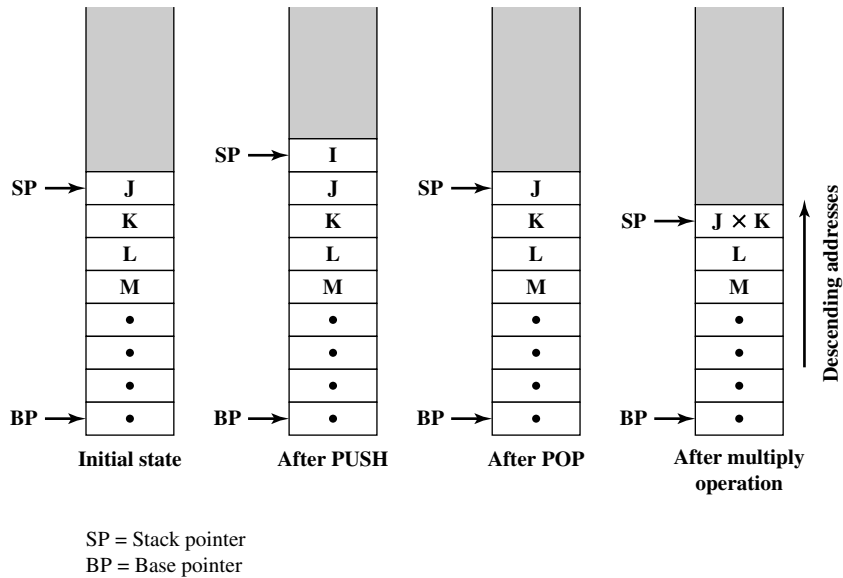 SP
J
K
L
M
•
•
•
BP
•
Initial state
SP
I
J
K
L
M
•
•
•
BP
•
After PUSH
SP
J
K
L
M
•
•
•
BP
•
After POP
SP
J × K
L
M
•
•
•
BP
•
After multiply
operation
Descending addresses
SP = Stack pointer
BP = Base pointer